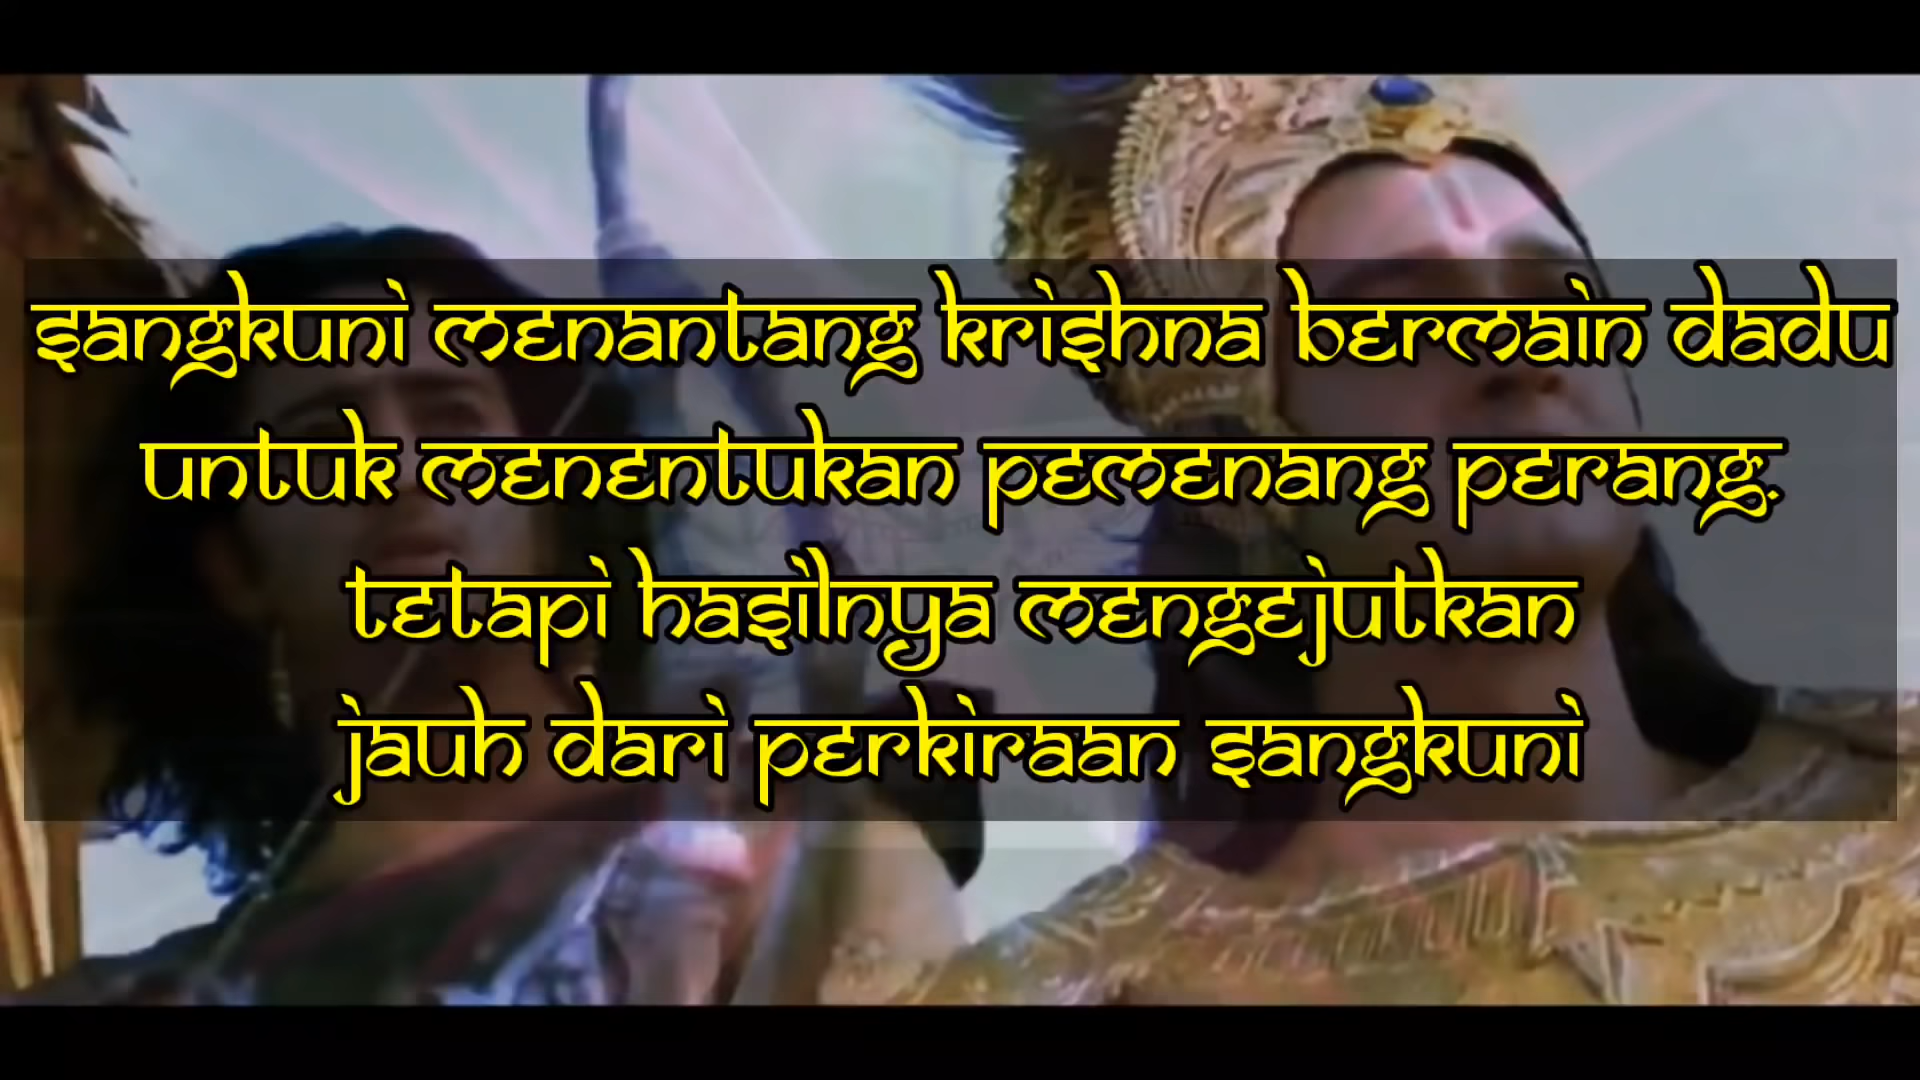 sangkuni menantang krishna bermain dadu
untuk menentukan pemenang perang.
tetapi hasilnya mengejutkan
jauh dari perkiraan sangkuni